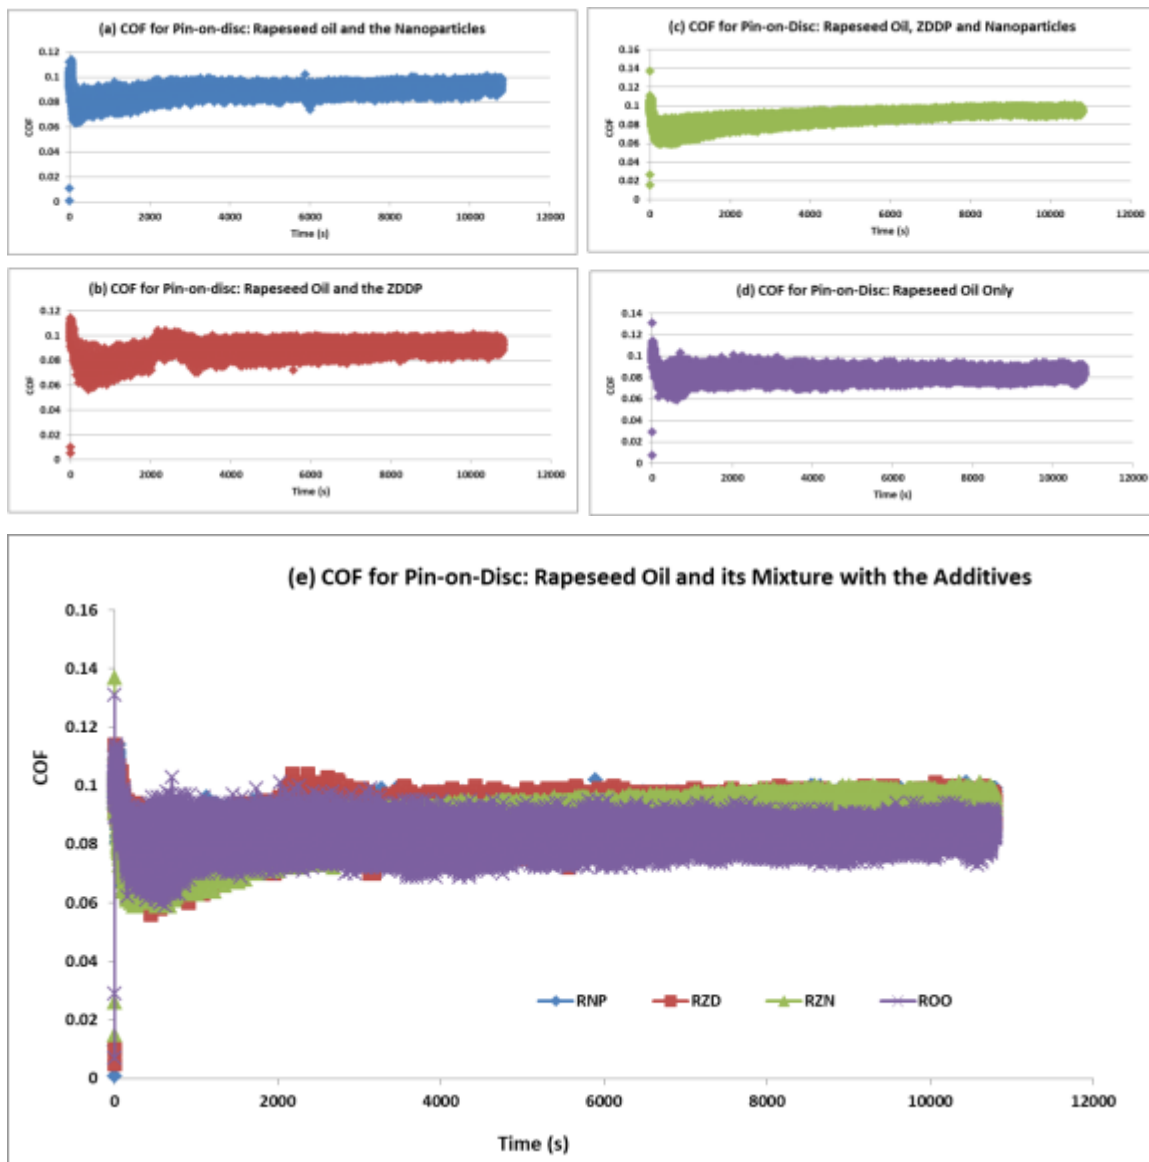 (a) COF for Pin-on-disc: Rapeseed oil and the Nanoparticles
0.12
0.1
0.08
0.06
0.04
0.02
0
COF
0 2000 4000 6000 8000 10000 12000
Time (s)
(c) COF for Pin-on-Disc: Rapeseed Oil, ZDDP and Nanoparticles
0.16
0.14
0.12
0.1
0.08
0.06
0.04
0.02
0
COF
0 2000 4000 6000 8000 10000 12000
Time (s)
(b) COF for Pin-on-disc: Rapeseed Oil and the ZDDP
0.12
0.1
0.08
0.06
0.04
0.02
0
COF
0 2000 4000 6000 8000 10000 12000
Time (s)
(d) COF for Pin-on-Disc: Rapeseed Oil Only
0.14
0.12
0.1
0.08
0.06
0.04
0.02
0
COF
0 2000 4000 6000 8000 10000 12000
Time (s)
(e) COF for Pin-on-Disc: Rapeseed Oil and its Mixture with the Additives
0.16
0.14
0.12
0.1
0.08
0.06
0.04
0.02
0
COF
RNP RZD RZN ROO
0 2000 4000 6000 8000 10000 12000
Time (s)